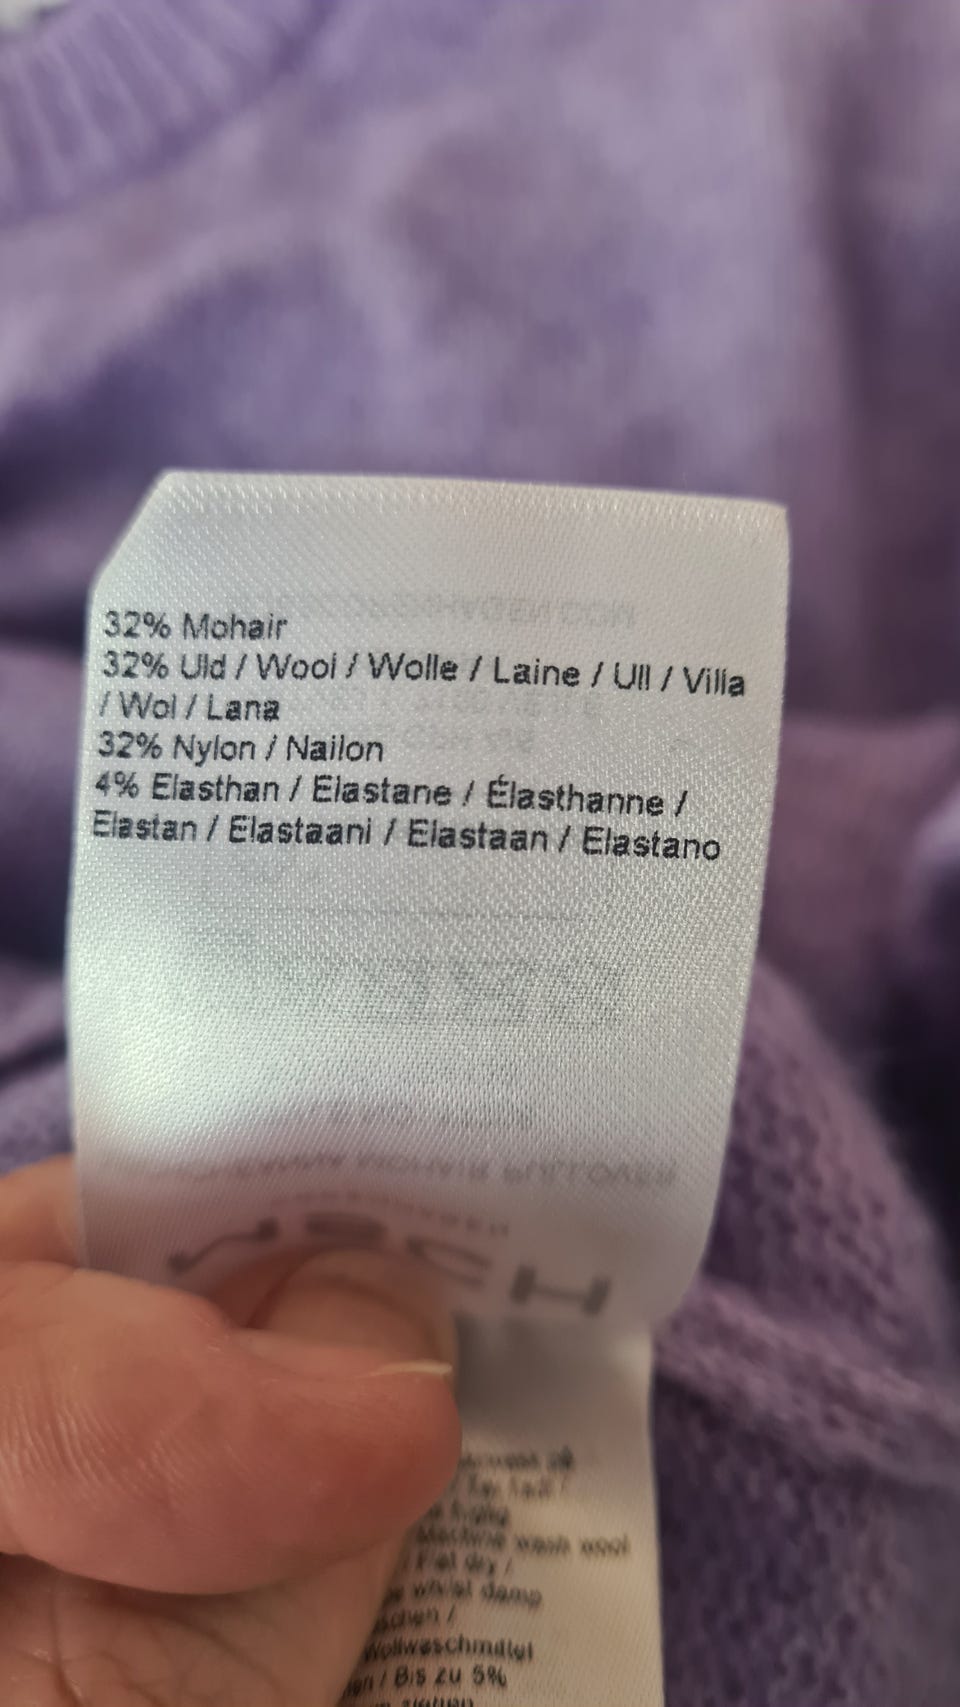 32% Mohair
32% Uld / Wool / Wolle / Laine / Ull / Villa
/ Wol / Lana
32% Nylon / Nailon
4% Elasthan / Elastane / Élasthanne /
Elastan / Elastaani / Elastaan / Elastano
MSCH
Machine wash wool
/ Flat dry /
whilst damp
Wollwaschmittel
/ Bis zu 5%